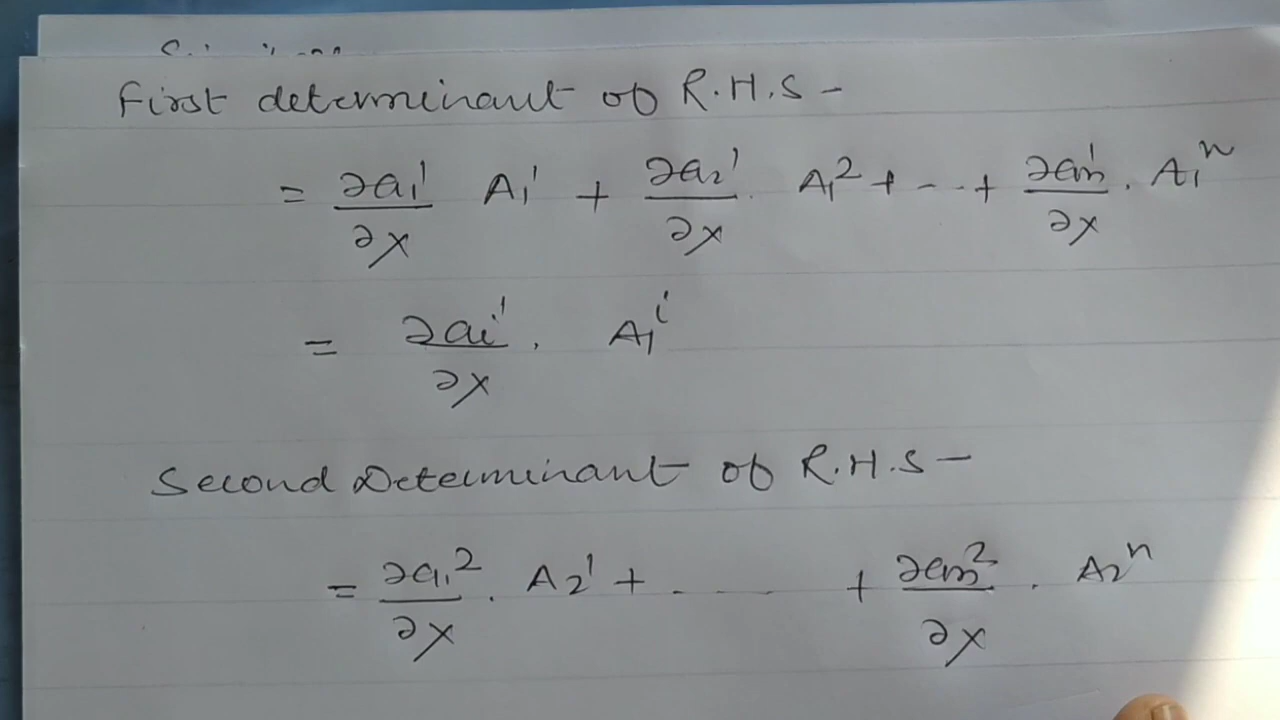 First determinant of R.H.S -
= ∂a₁¹/∂x A₁¹ + ∂a₂¹/∂x . A₁² + - - + ∂aₙ¹/∂x . A₁ⁿ
= ∂aᵢ¹/∂x . A₁ⁱ
Second Determinant of R.H.S -
= ∂a₁²/∂x . A₂¹ + . - - - + ∂aₙ²/∂x . A₂ⁿ